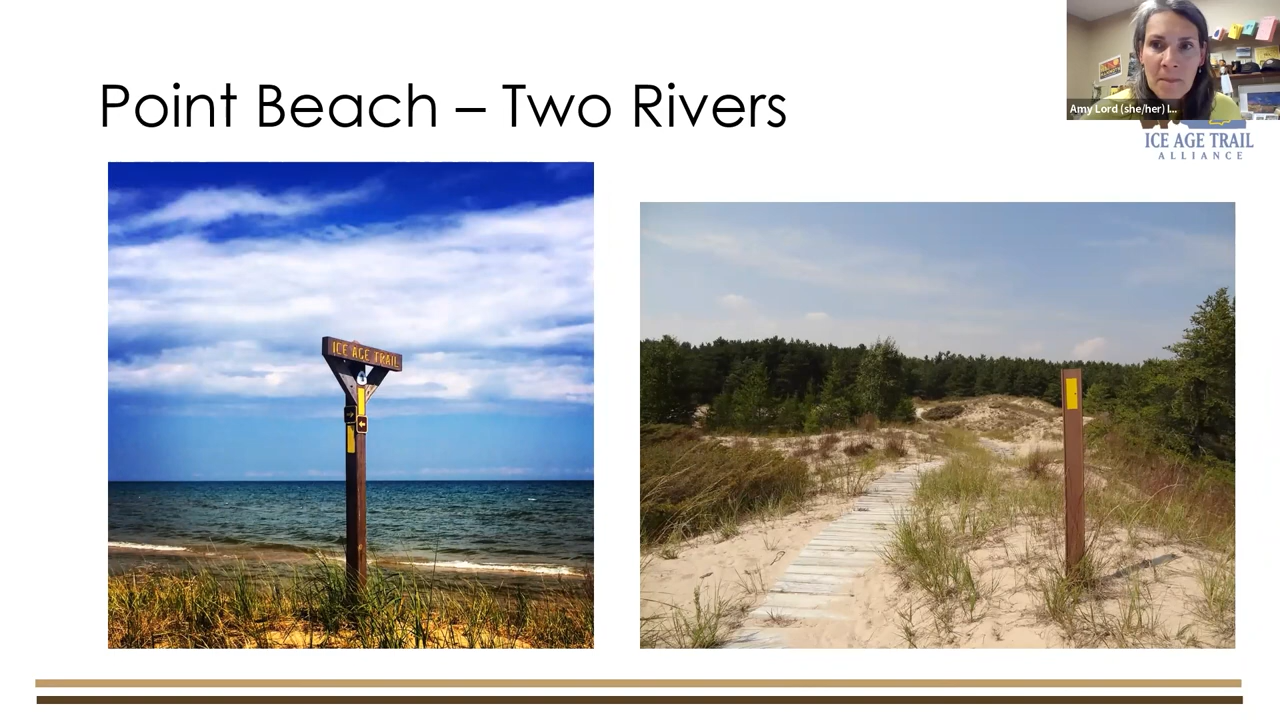 Point Beach – Two Rivers
Amy Lord (she/her) I...
ICE AGE TRAIL
ALLIANCE
ICE AGE TRAIL